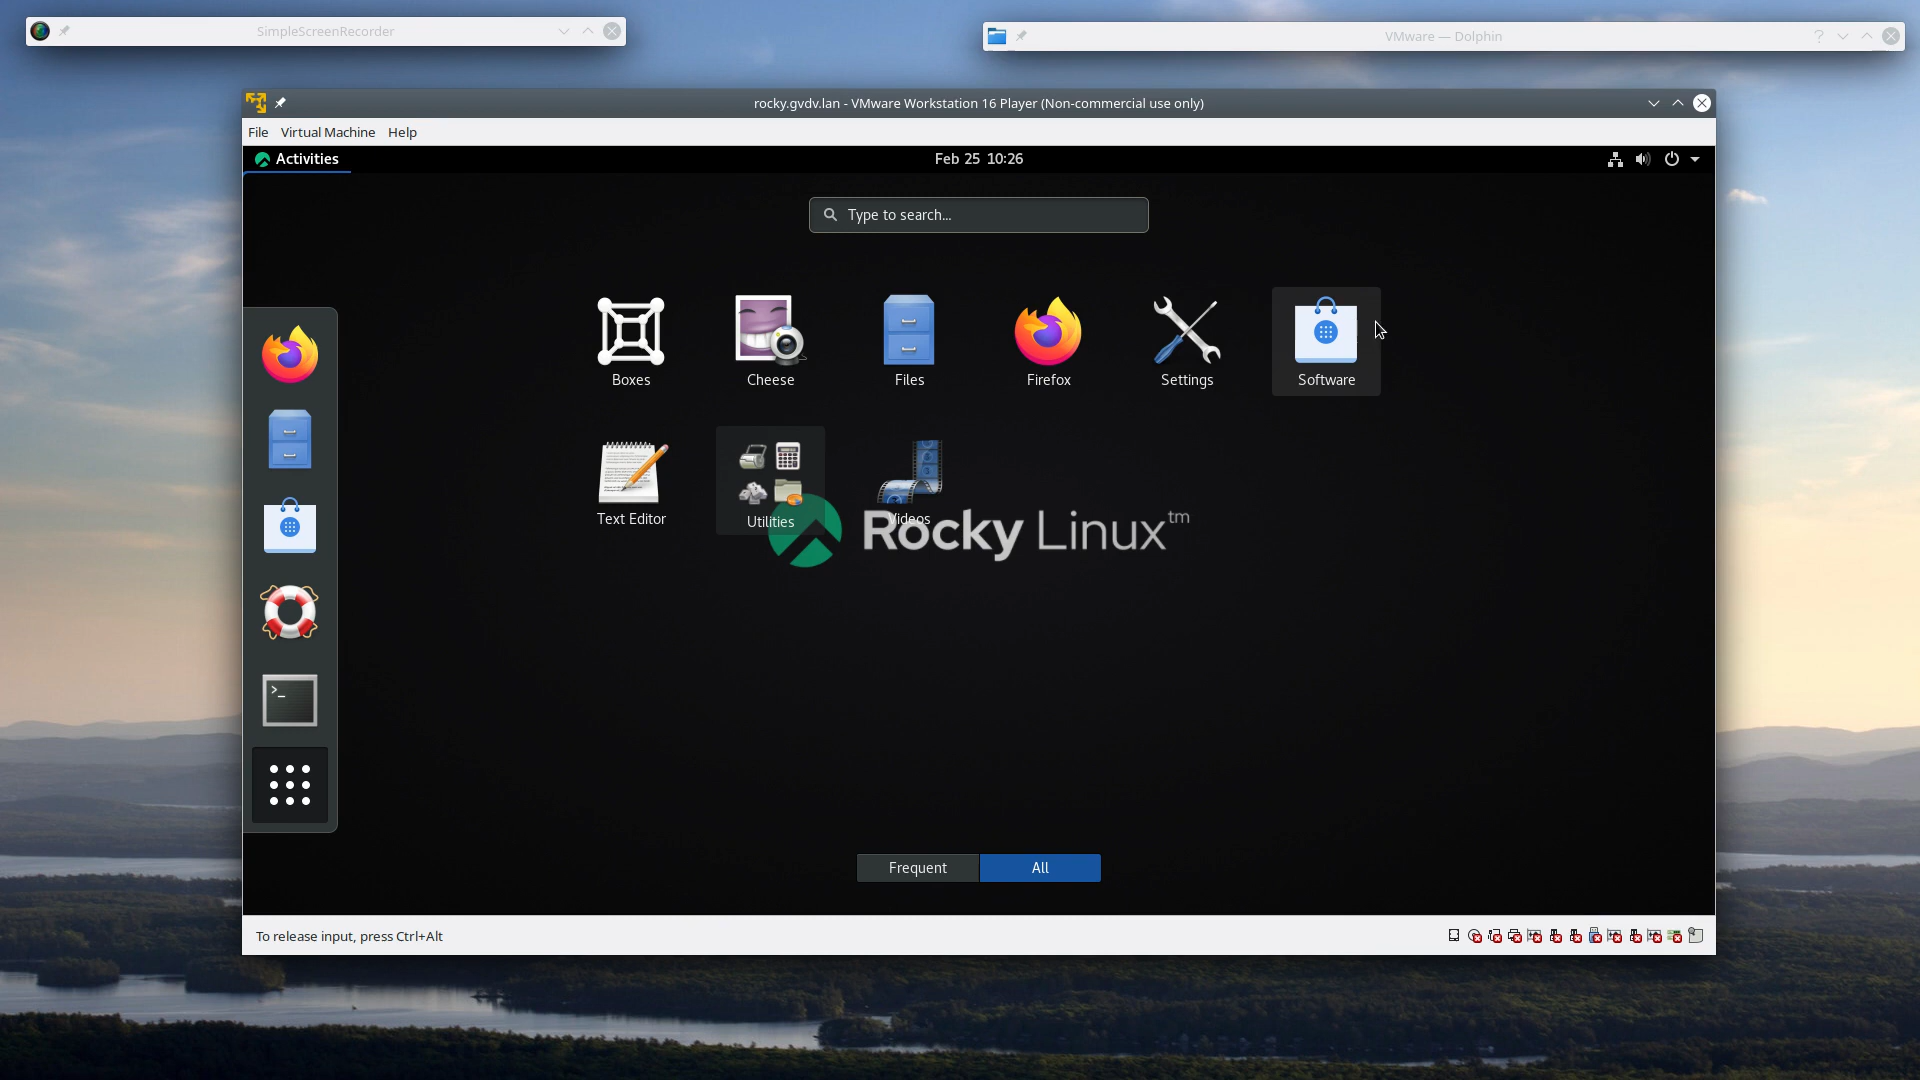 SimpleScreenRecorder
VMware — Dolphin
rocky.gvdv.lan - VMware Workstation 16 Player (Non-commercial use only)
File Virtual Machine Help
Activities
Feb 25 10:26
Type to search...
Boxes
Cheese
Files
Firefox
Settings
Software
Text Editor
Utilities
Videos
Rocky Linux™
Frequent
All
To release input, press Ctrl+Alt